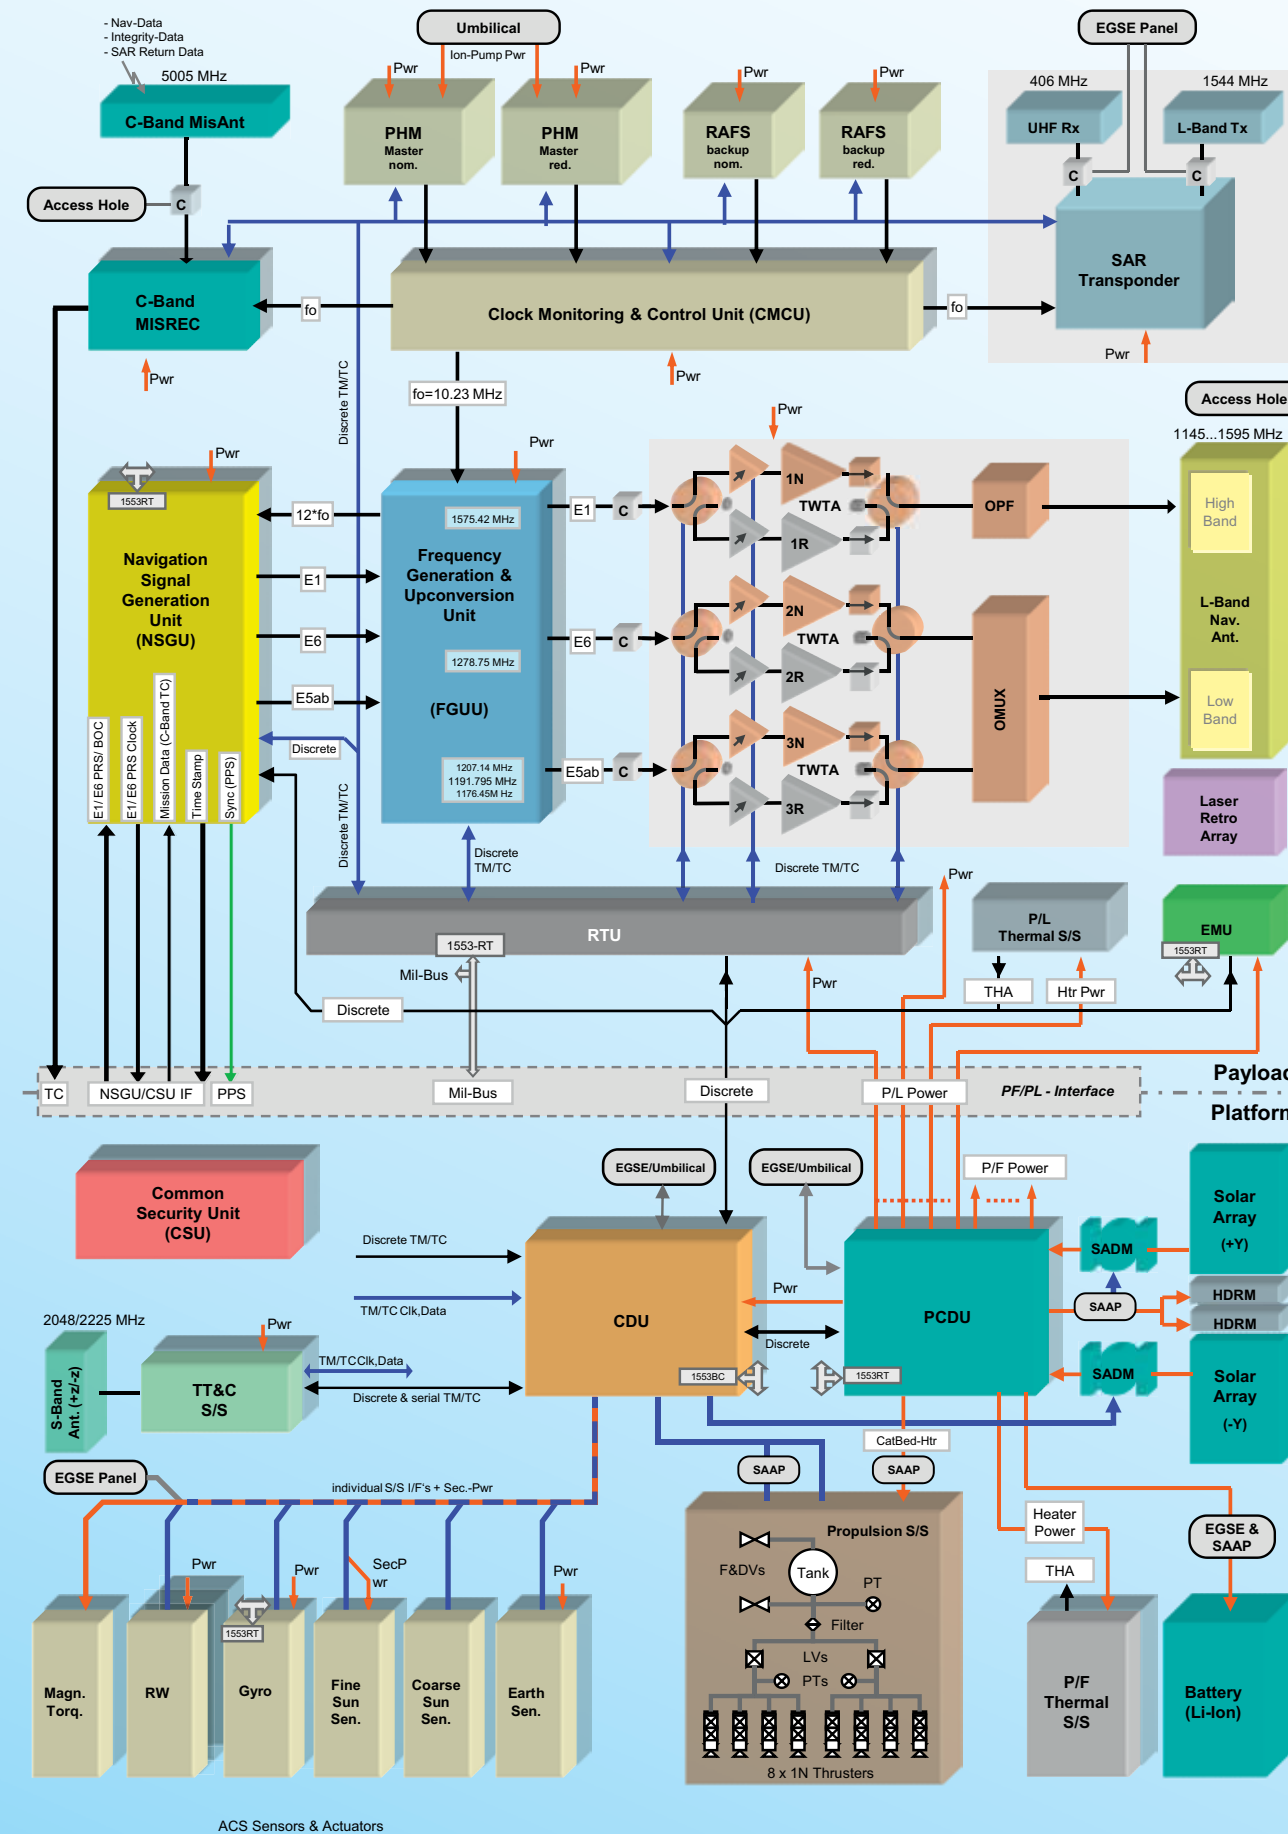 - Nav-Data
- Integrity-Data
- SAR Return Data
5005 MHz
C-Band MisAnt
Access Hole
C
C-Band
MISREC
Pwr
Umbilical
Ion-Pump Pwr
Pwr
Pwr
Pwr
Pwr
PHM
Master
nom.
PHM
Master
red.
RAFS
backup
nom.
RAFS
backup
red.
EGSE Panel
406 MHz
1544 MHz
UHF Rx
L-Band Tx
C
C
SAR
Transponder
Pwr
fo
Clock Monitoring & Control Unit (CMCU)
fo
Pwr
fo=10.23 MHz
Discrete TM/TC
Pwr
Pwr
Pwr
1553RT
Navigation
Signal
Generation
Unit
(NSGU)
12*fo
E1
E6
E5ab
Discrete
1575.42 MHz
Frequency
Generation &
Upconversion
Unit
1278.75 MHz
(FGUU)
1207.14 MHz
1191.795 MHz
1176.45M Hz
E1
C
E6
C
E5ab
C
1N
TWTA
1R
2N
TWTA
2R
3N
TWTA
3R
OPF
OMUX
Access Hole
1145...1595 MHz
High
Band
L-Band
Nav.
Ant.
Low
Band
Laser
Retro
Array
E1/ E6 PRS/ BOC
E1/ E6 PRS Clock
Mission Data (C-Band TC)
Time Stamp
Sync (PPS)
Discrete TM/TC
Discrete
TM/TC
Discrete TM/TC
Pwr
RTU
1553-RT
Mil-Bus
Pwr
P/L
Thermal S/S
THA
Htr Pwr
EMU
1553RT
Discrete
TC
NSGU/CSU IF
PPS
Mil-Bus
Discrete
P/L Power
PF/PL - Interface
Payload
Platform
Common
Security Unit
(CSU)
EGSE/Umbilical
EGSE/Umbilical
P/F Power
Discrete TM/TC
TM/TC Clk,Data
CDU
Pwr
Discrete
1553BC
1553RT
PCDU
SADM
SAAP
SADM
Solar
Array
(+Y)
HDRM
HDRM
Solar
Array
(-Y)
2048/2225 MHz
Pwr
S-Band
Ant. (+z/-z)
TT&C
S/S
TM/TCClk,Data
Discrete & serial TM/TC
EGSE Panel
individual S/S I/F's + Sec.-Pwr
CatBed-Htr
SAAP
SAAP
Pwr
Pwr
SecP
wr
Pwr
1553RT
Magn.
Torq.
RW
Gyro
Fine
Sun
Sen.
Coarse
Sun
Sen.
Earth
Sen.
Propulsion S/S
F&DVs
Tank
PT
Filter
LVs
PTs
8 x 1N Thrusters
Heater
Power
THA
P/F
Thermal
S/S
EGSE &
SAAP
Battery
(Li-Ion)
ACS Sensors & Actuators